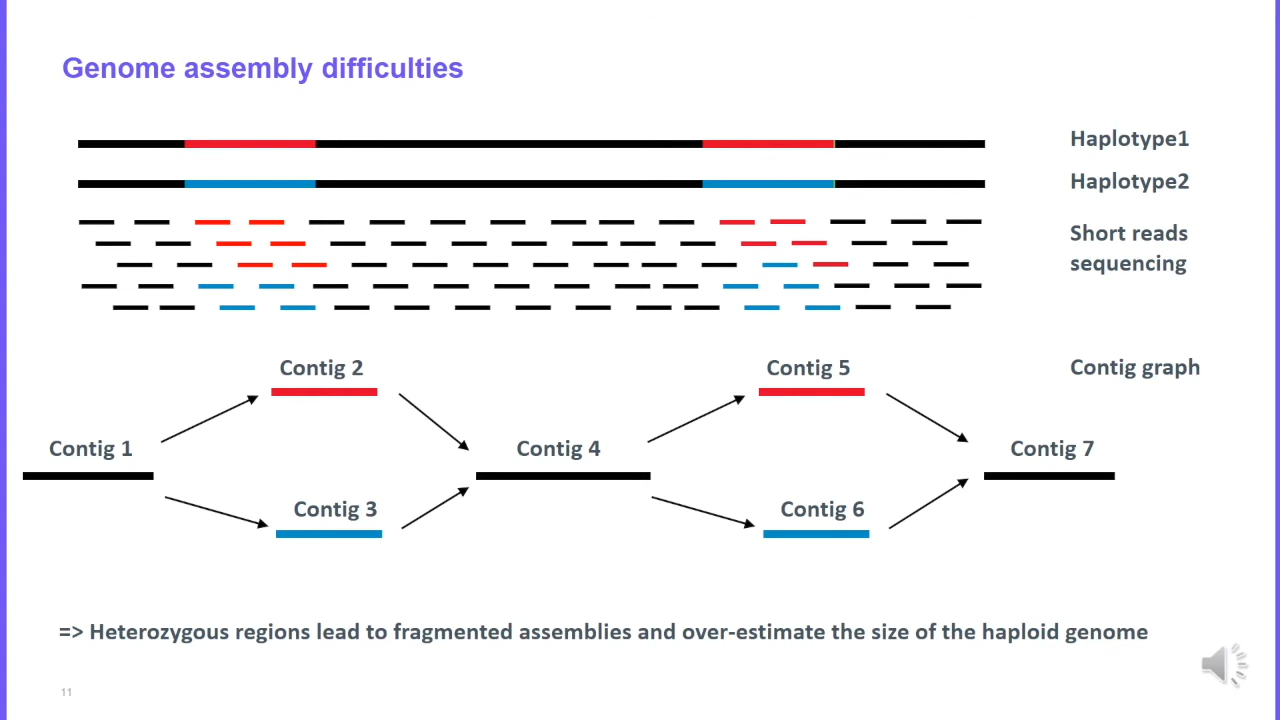 Genome assembly difficulties
Haplotype1
Haplotype2
Short reads
sequencing
Contig 2
Contig 5
Contig graph
Contig 1
Contig 4
Contig 7
Contig 3
Contig 6
=> Heterozygous regions lead to fragmented assemblies and over-estimate the size of the haploid genome
11